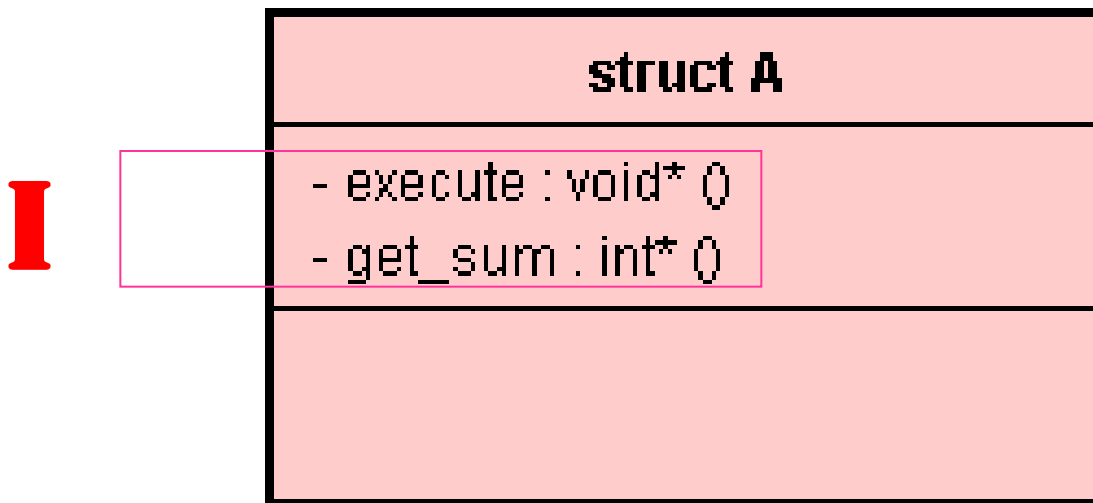 struct A
I
- execute : void* ()
- get_sum : int* ()